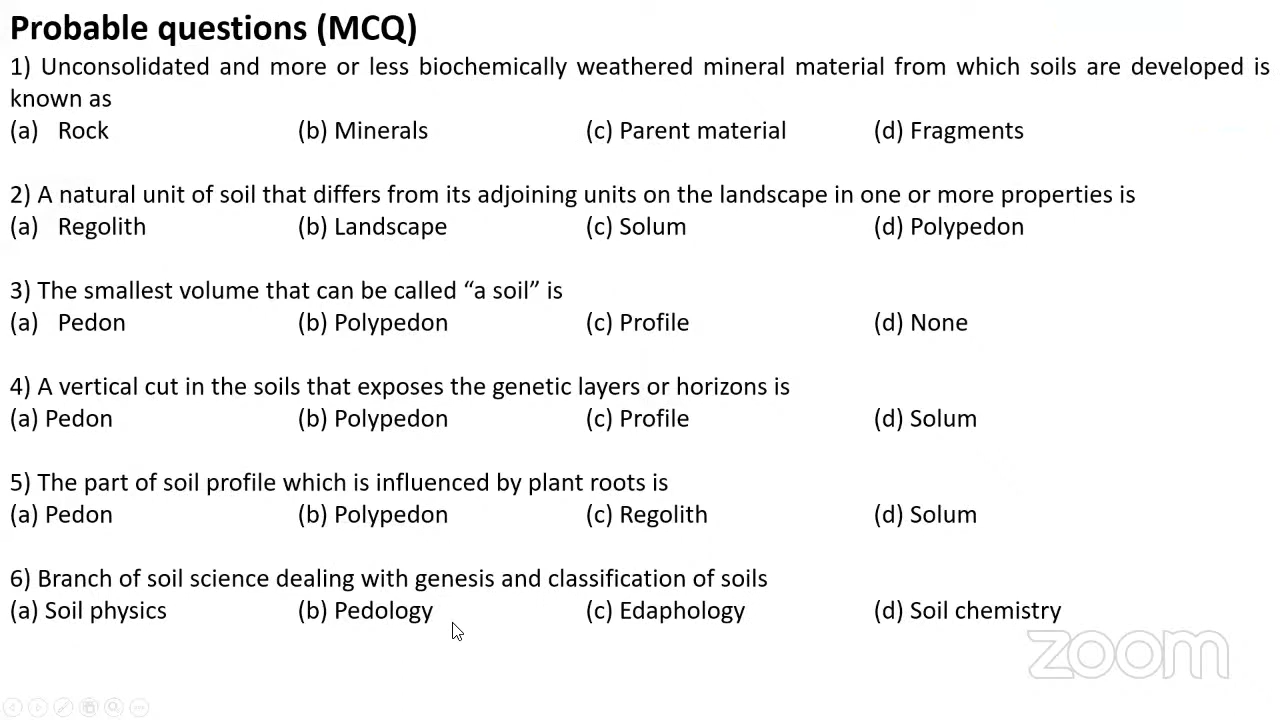 Probable questions (MCQ)
1) Unconsolidated and more or less biochemically weathered mineral material from which soils are developed is
known as
(a) Rock (b) Minerals (c) Parent material (d) Fragments
2) A natural unit of soil that differs from its adjoining units on the landscape in one or more properties is
(a) Regolith (b) Landscape (c) Solum (d) Polypedon
3) The smallest volume that can be called “a soil” is
(a) Pedon (b) Polypedon (c) Profile (d) None
4) A vertical cut in the soils that exposes the genetic layers or horizons is
(a) Pedon (b) Polypedon (c) Profile (d) Solum
5) The part of soil profile which is influenced by plant roots is
(a) Pedon (b) Polypedon (c) Regolith (d) Solum
6) Branch of soil science dealing with genesis and classification of soils
(a) Soil physics (b) Pedology (c) Edaphology (d) Soil chemistry
zoom